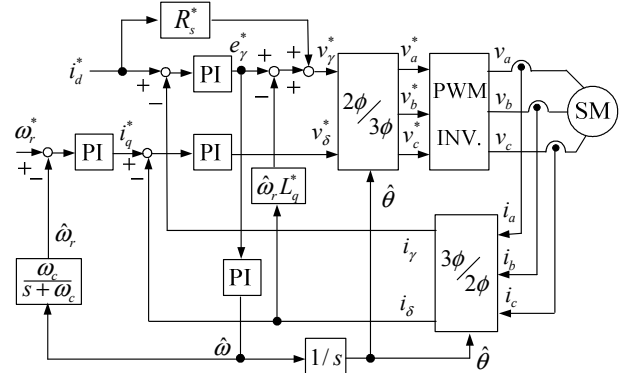 R_s^*
i_d^* + − PI e_γ^* + − + + v_γ^*
2ϕ/3ϕ
v_a^* v_b^* v_c^*
PWM
INV.
v_a v_b v_c
SM
ω_r^* + − PI i_q^* + − PI v_δ^*
ω̂_r L_q^*
θ̂
ω̂_r
ω_c
s + ω_c
PI
i_γ
i_δ
3ϕ/2ϕ
i_a
i_b
i_c
ω̂
1/s
θ̂